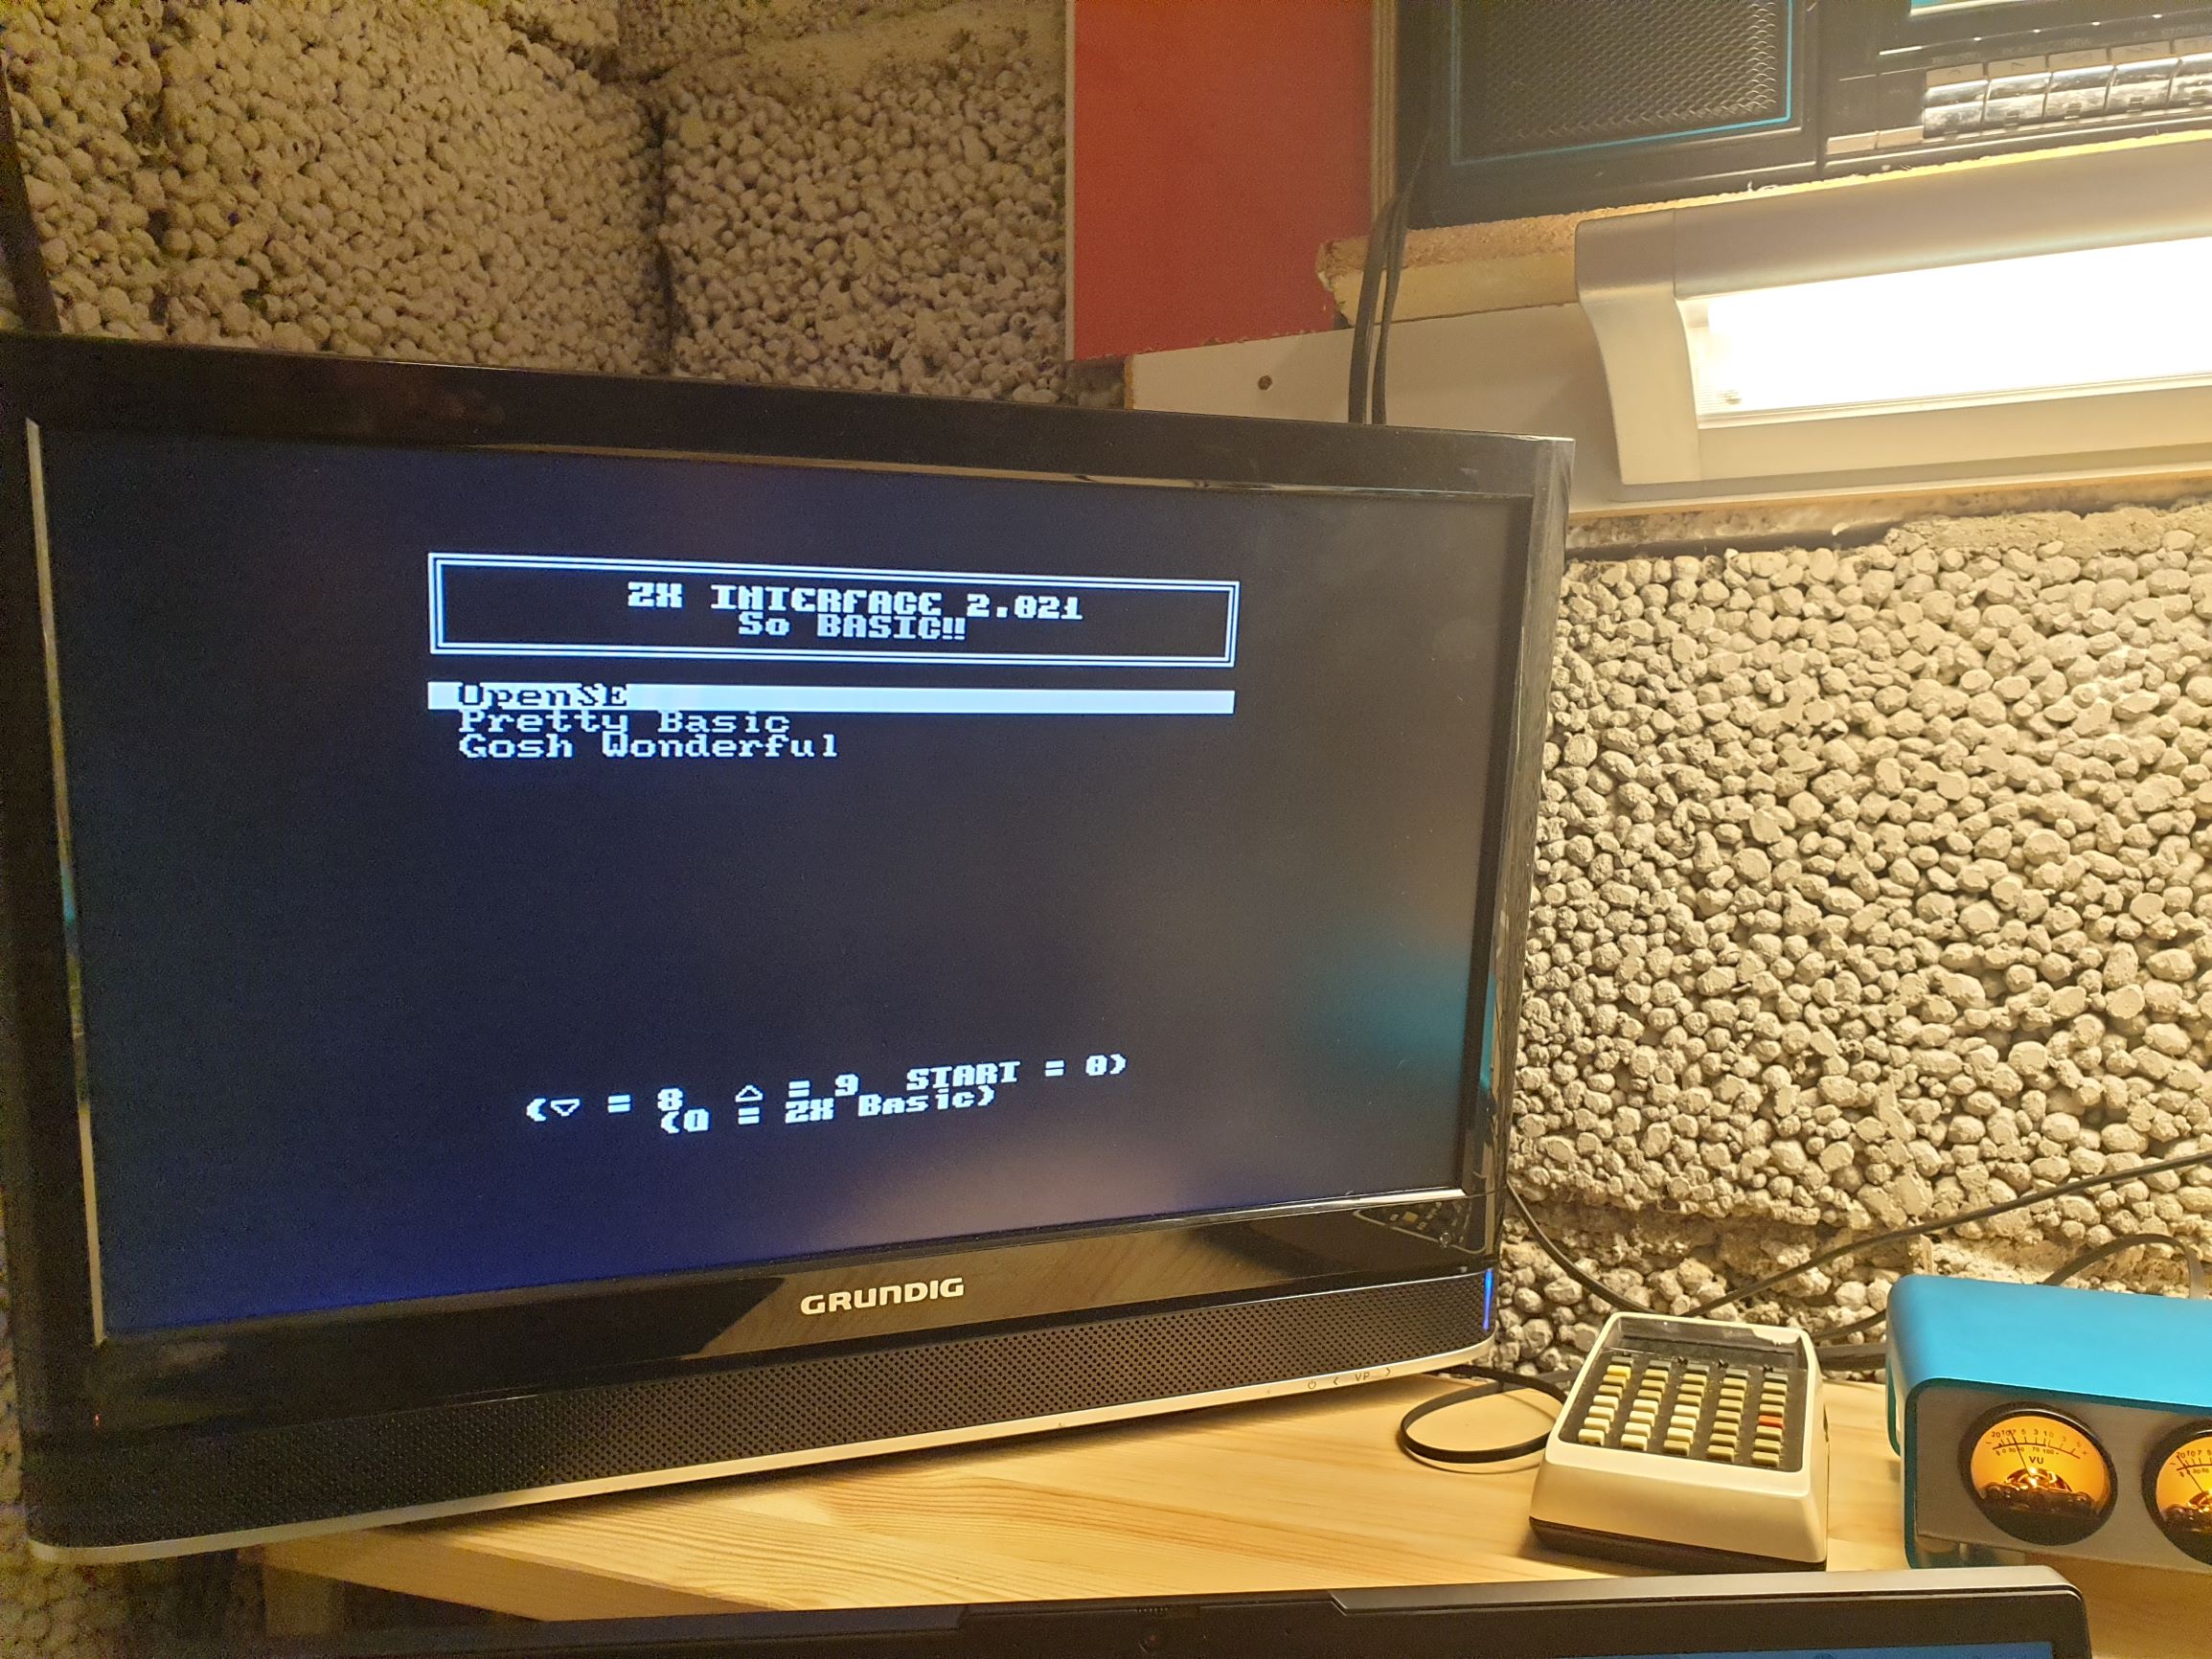 ZX INTERFACE 2.021
So BASIC!!
OpenSE
Pretty Basic
Gosh Wonderful
(▽ = 8 △ = 9 START = 0)
(Q = ZX Basic)
GRUNDIG
VP
VU